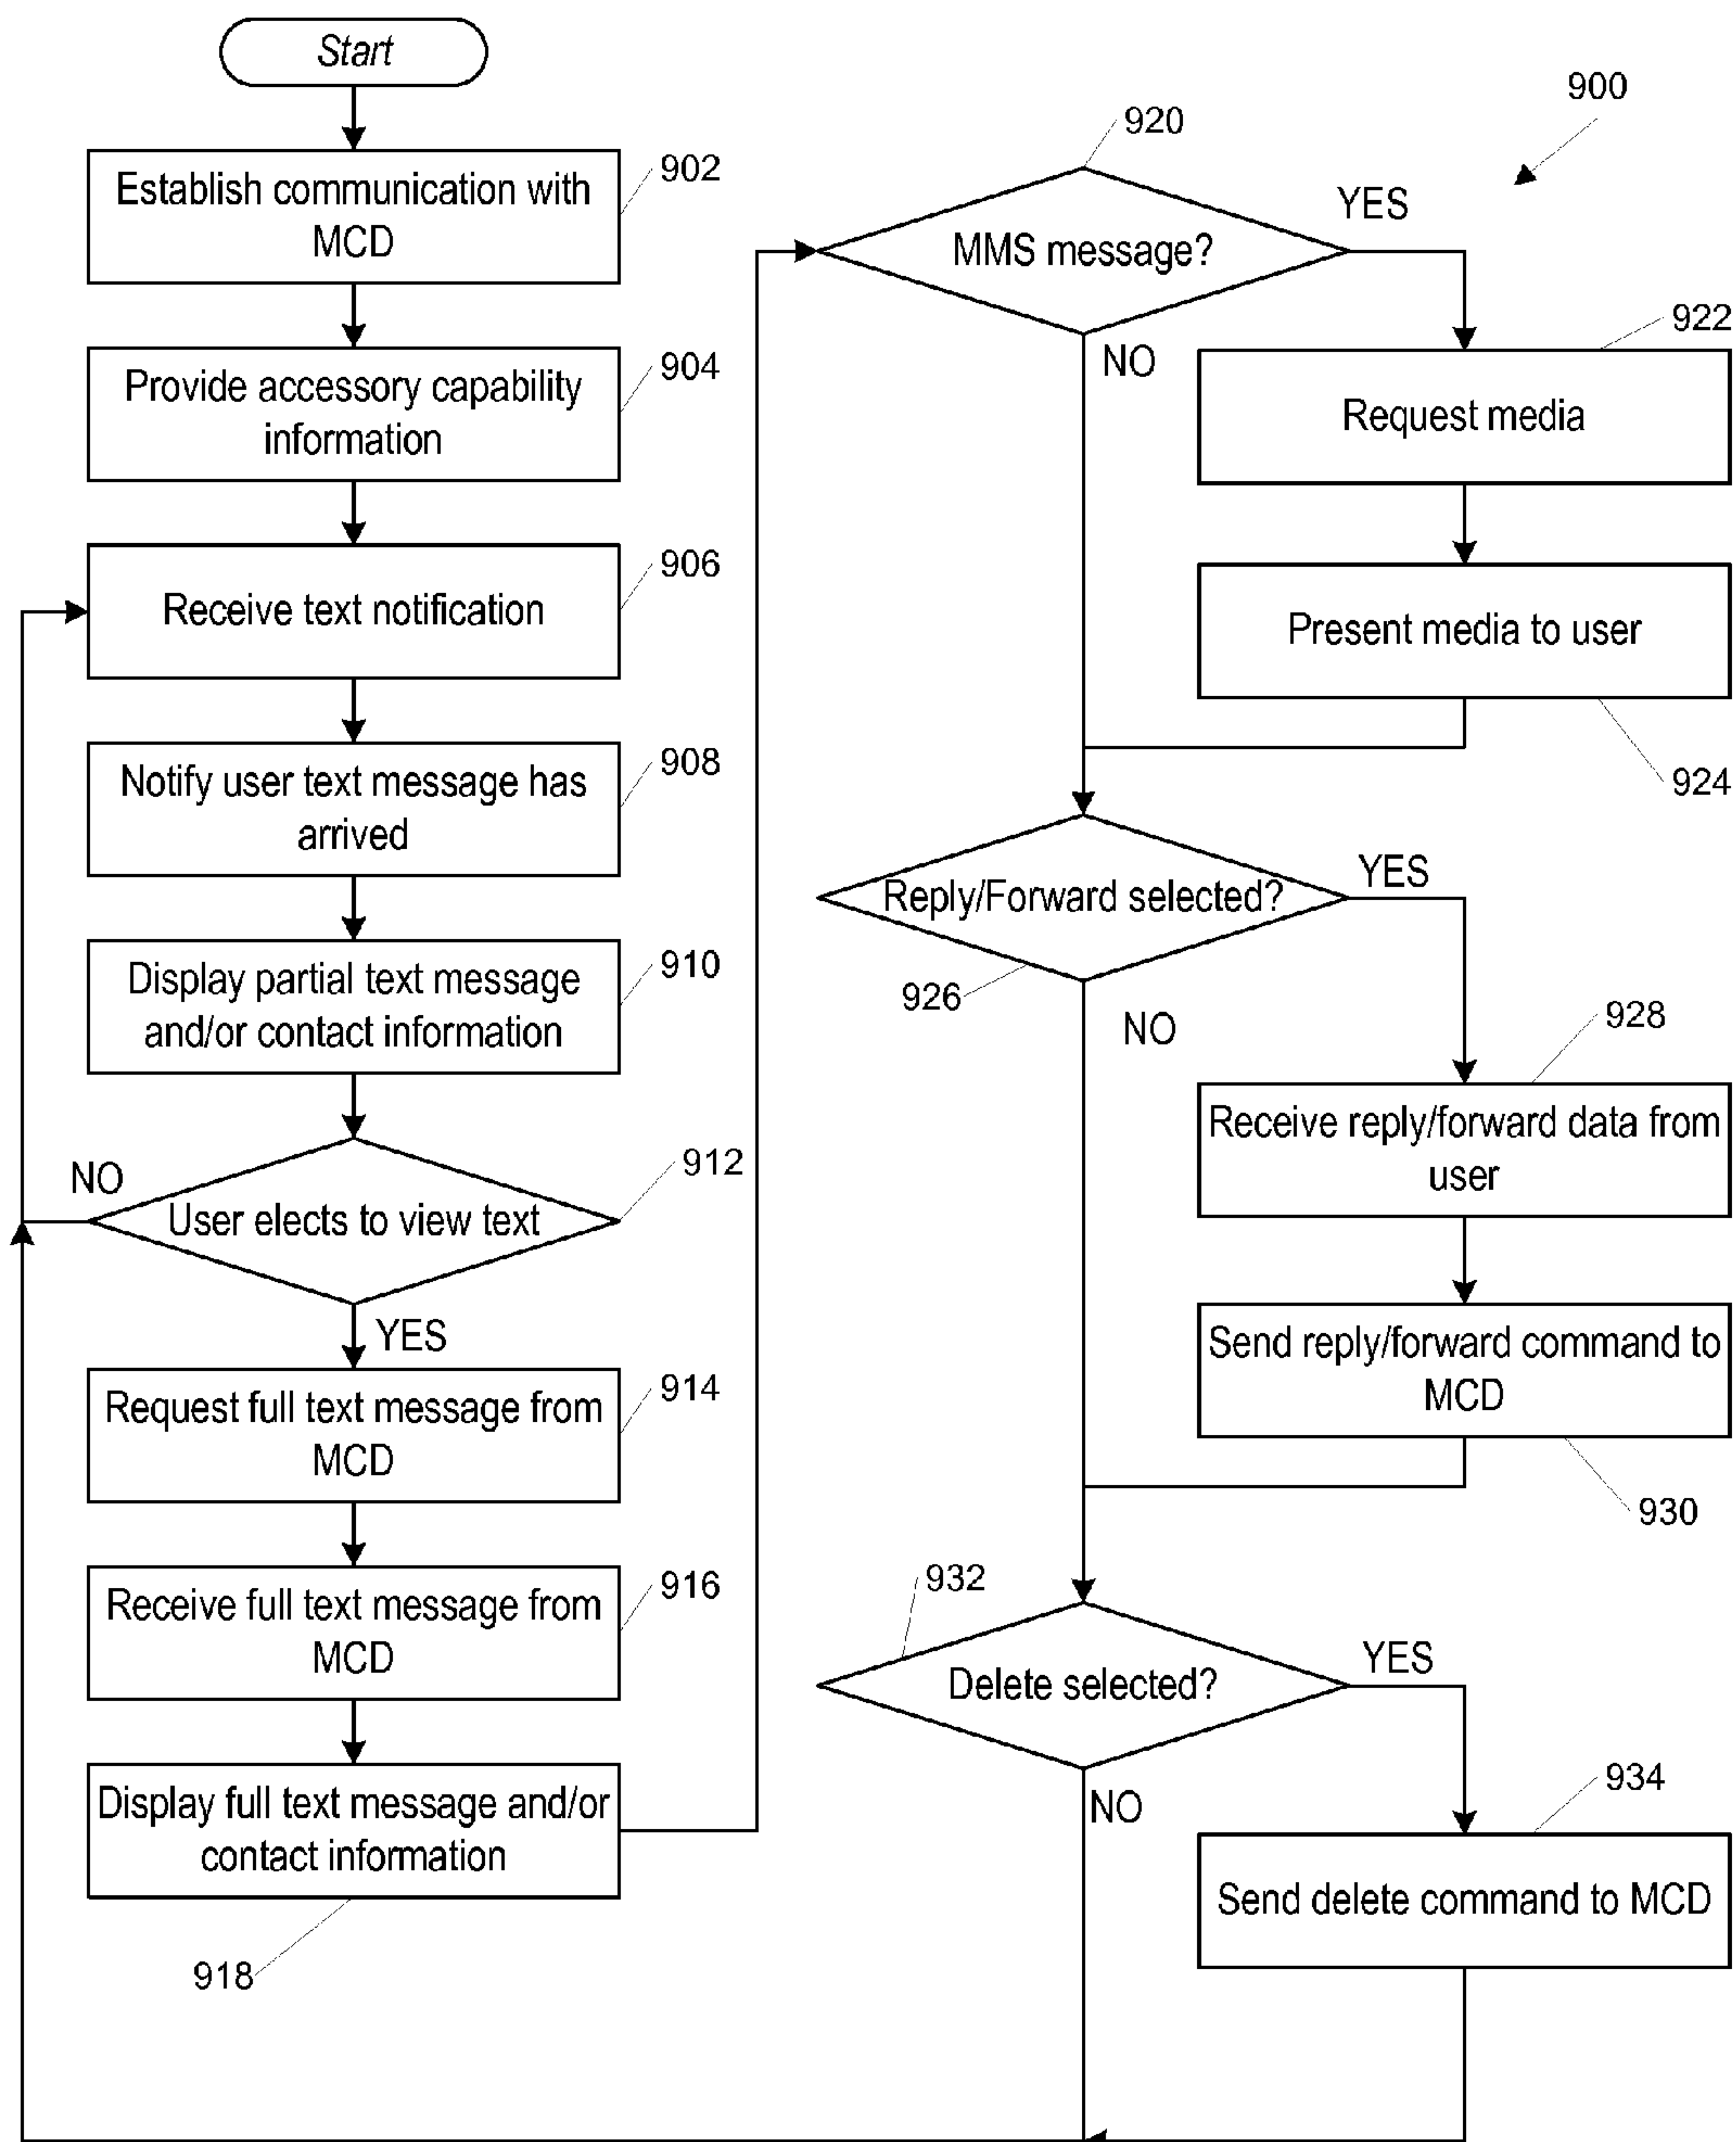 Start
Establish communication with
MCD
902
Provide accessory capability
information
904
Receive text notification
906
Notify user text message has
arrived
908
Display partial text message
and/or contact information
910
NO
User elects to view text
912
YES
Request full text message from
MCD
914
Receive full text message from
MCD
916
Display full text message and/or
contact information
918
900
920
MMS message?
YES
NO
922
Request media
Present media to user
924
Reply/Forward selected?
YES
926
NO
928
Receive reply/forward data from
user
Send reply/forward command to
MCD
930
932
Delete selected?
YES
NO
934
Send delete command to MCD